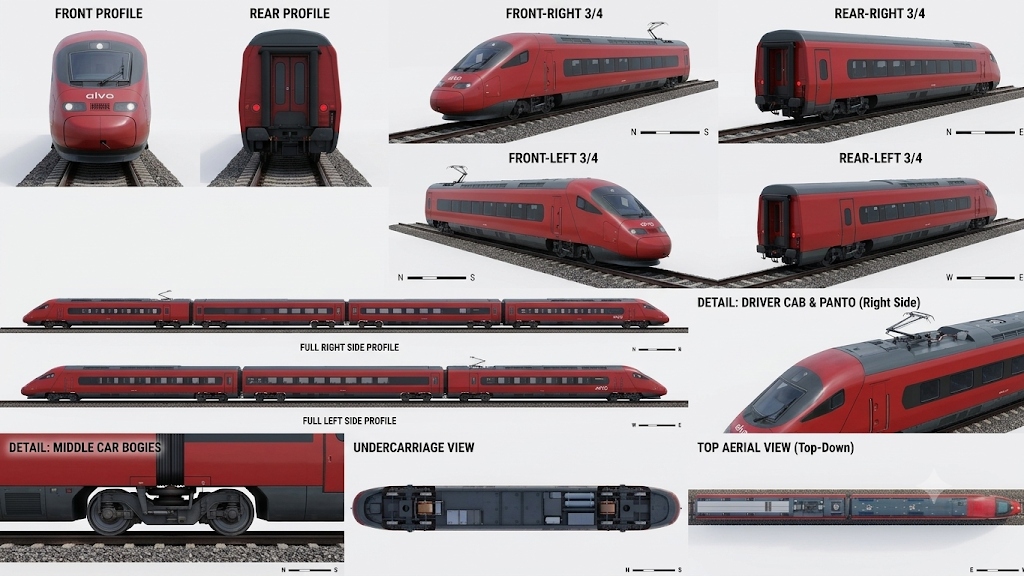 FRONT PROFILE
REAR PROFILE
FRONT-RIGHT 3/4
REAR-RIGHT 3/4
alvo
N S
N E
FRONT-LEFT 3/4
REAR-LEFT 3/4
N S
W E
DETAIL: DRIVER CAB & PANTO (Right Side)
FULL RIGHT SIDE PROFILE
FULL LEFT SIDE PROFILE
DETAIL: MIDDLE CAR BOGIES
UNDERCARRIAGE VIEW
TOP AERIAL VIEW (Top-Down)
N S
E